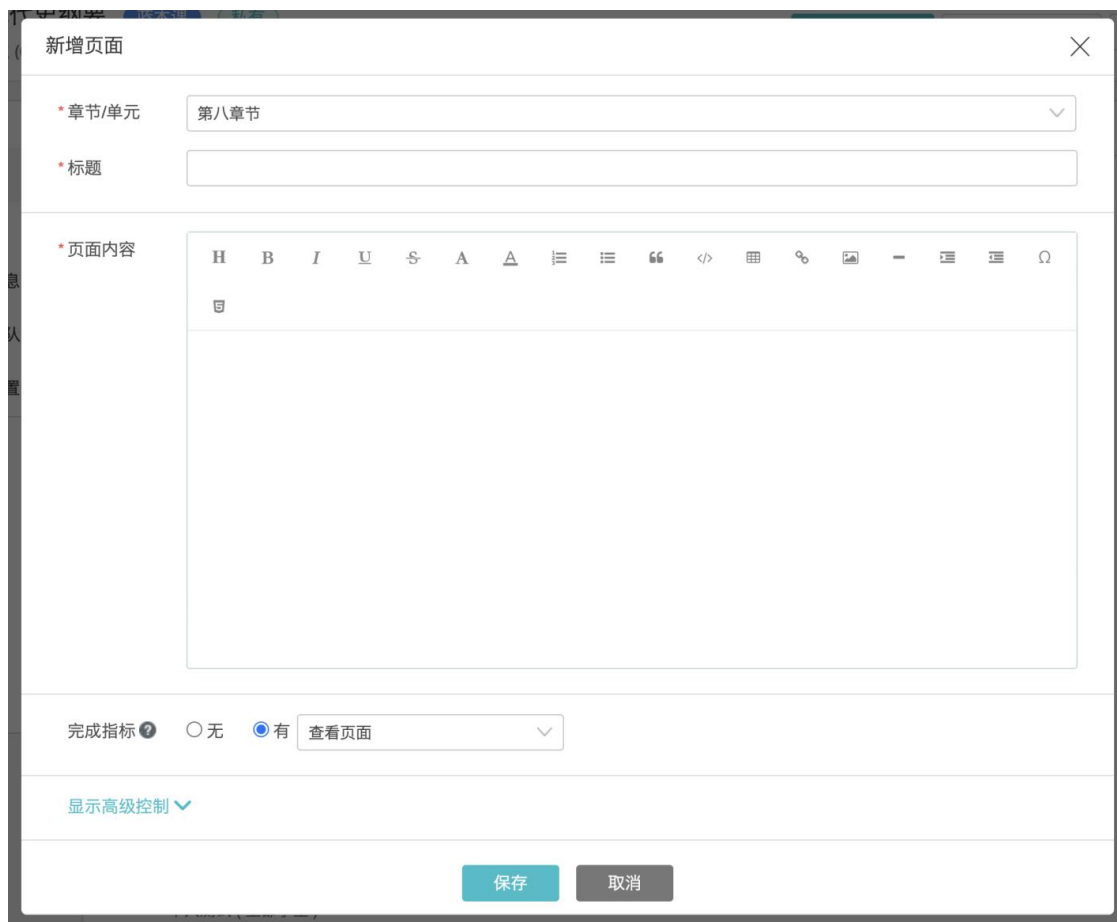 新增页面
* 章节/单元
第八章节
* 标题
* 页面内容
H B I U S A A </> Ω
完成指标 ? 无 有 查看页面
显示高级控制
保存 取消